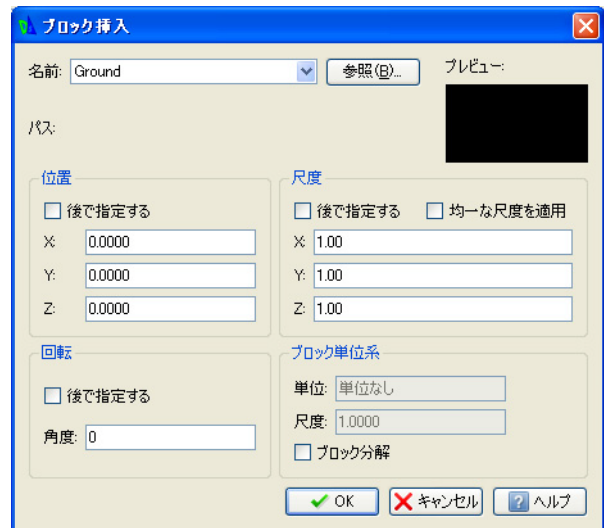 ブロック挿入
名前: Ground 参照(B)... プレビュー:
パス:
位置
後で指定する
X: 0.0000
Y: 0.0000
Z: 0.0000
尺度
後で指定する 均一な尺度を適用
X: 1.00
Y: 1.00
Z: 1.00
回転
後で指定する
角度: 0
ブロック単位系
単位: 単位なし
尺度: 1.0000
ブロック分解
OK キャンセル ヘルプ